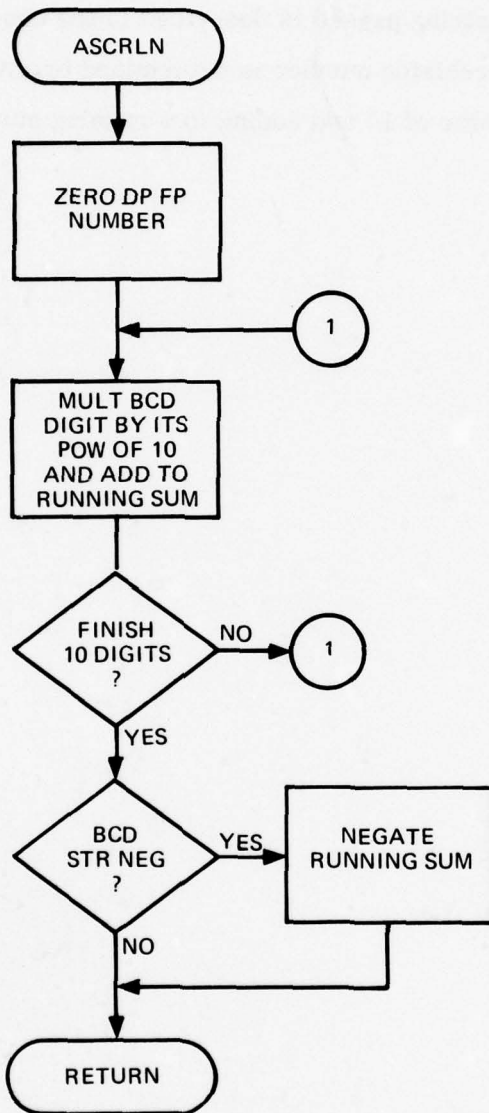 ASCRLN
ZERO DP FP
NUMBER
1
MULT BCD
DIGIT BY ITS
POW OF 10
AND ADD TO
RUNNING SUM
FINISH
10 DIGITS
?
NO
1
YES
BCD
STR NEG
?
YES
NEGATE
RUNNING SUM
NO
RETURN